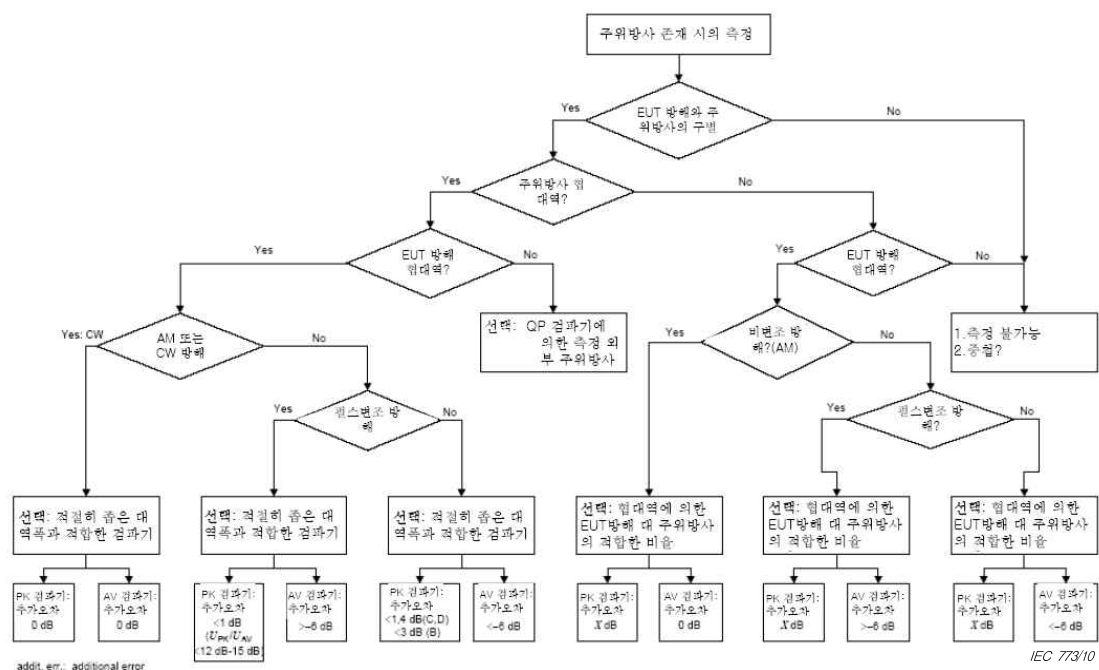 주위방사 존재 시의 측정
EUT 방해와 주
위방사의 구별
Yes
No
주위방사 협
대역?
Yes
No
EUT 방해
협대역?
Yes
No
EUT 방해
협대역?
Yes
No
AM 또는
CW 방해
Yes: CW
No
선택: QP 검파기에
의한 측정 외
부 주위방사
비변조 방
해?(AM)
Yes
No
1.측정 불가능
2.중첩?
펄스변조 방
해
Yes
No
펄스변조 방
해?
Yes
No
선택: 적절히 좁은 대
역폭과 적합한 검파기
선택: 적절히 좁은 대
역폭과 적합한 검파기
선택: 적절히 좁은 대
역폭과 적합한 검파기
선택: 협대역에 의한
EUT방해 대 주위방사
의 적합한 비율
선택: 협대역에 의한
EUT방해 대 주위방사
의 적합한 비율
선택: 협대역에 의한
EUT방해 대 주위방사
의 적합한 비율
PK 검파기:
추가오차
0 dB
AV 검파기:
추가오차
0 dB
PK 검파기:
추가오차
<1 dB
(U_PK/U_AV
<12 dB-15 dB)
AV 검파기:
추가오차
>-6 dB
PK 검파기:
추가오차
<1,4 dB(C,D)
<3 dB (B)
AV 검파기:
추가오차
<-6 dB
PK 검파기:
추가오차
X dB
AV 검파기:
추가오차
0 dB
PK 검파기:
추가오차
X dB
AV 검파기:
추가오차
>-6 dB
PK 검파기:
추가오차
X dB
AV 검파기:
추가오차
<-6 dB
addit. err.: additional error
IEC 773/10